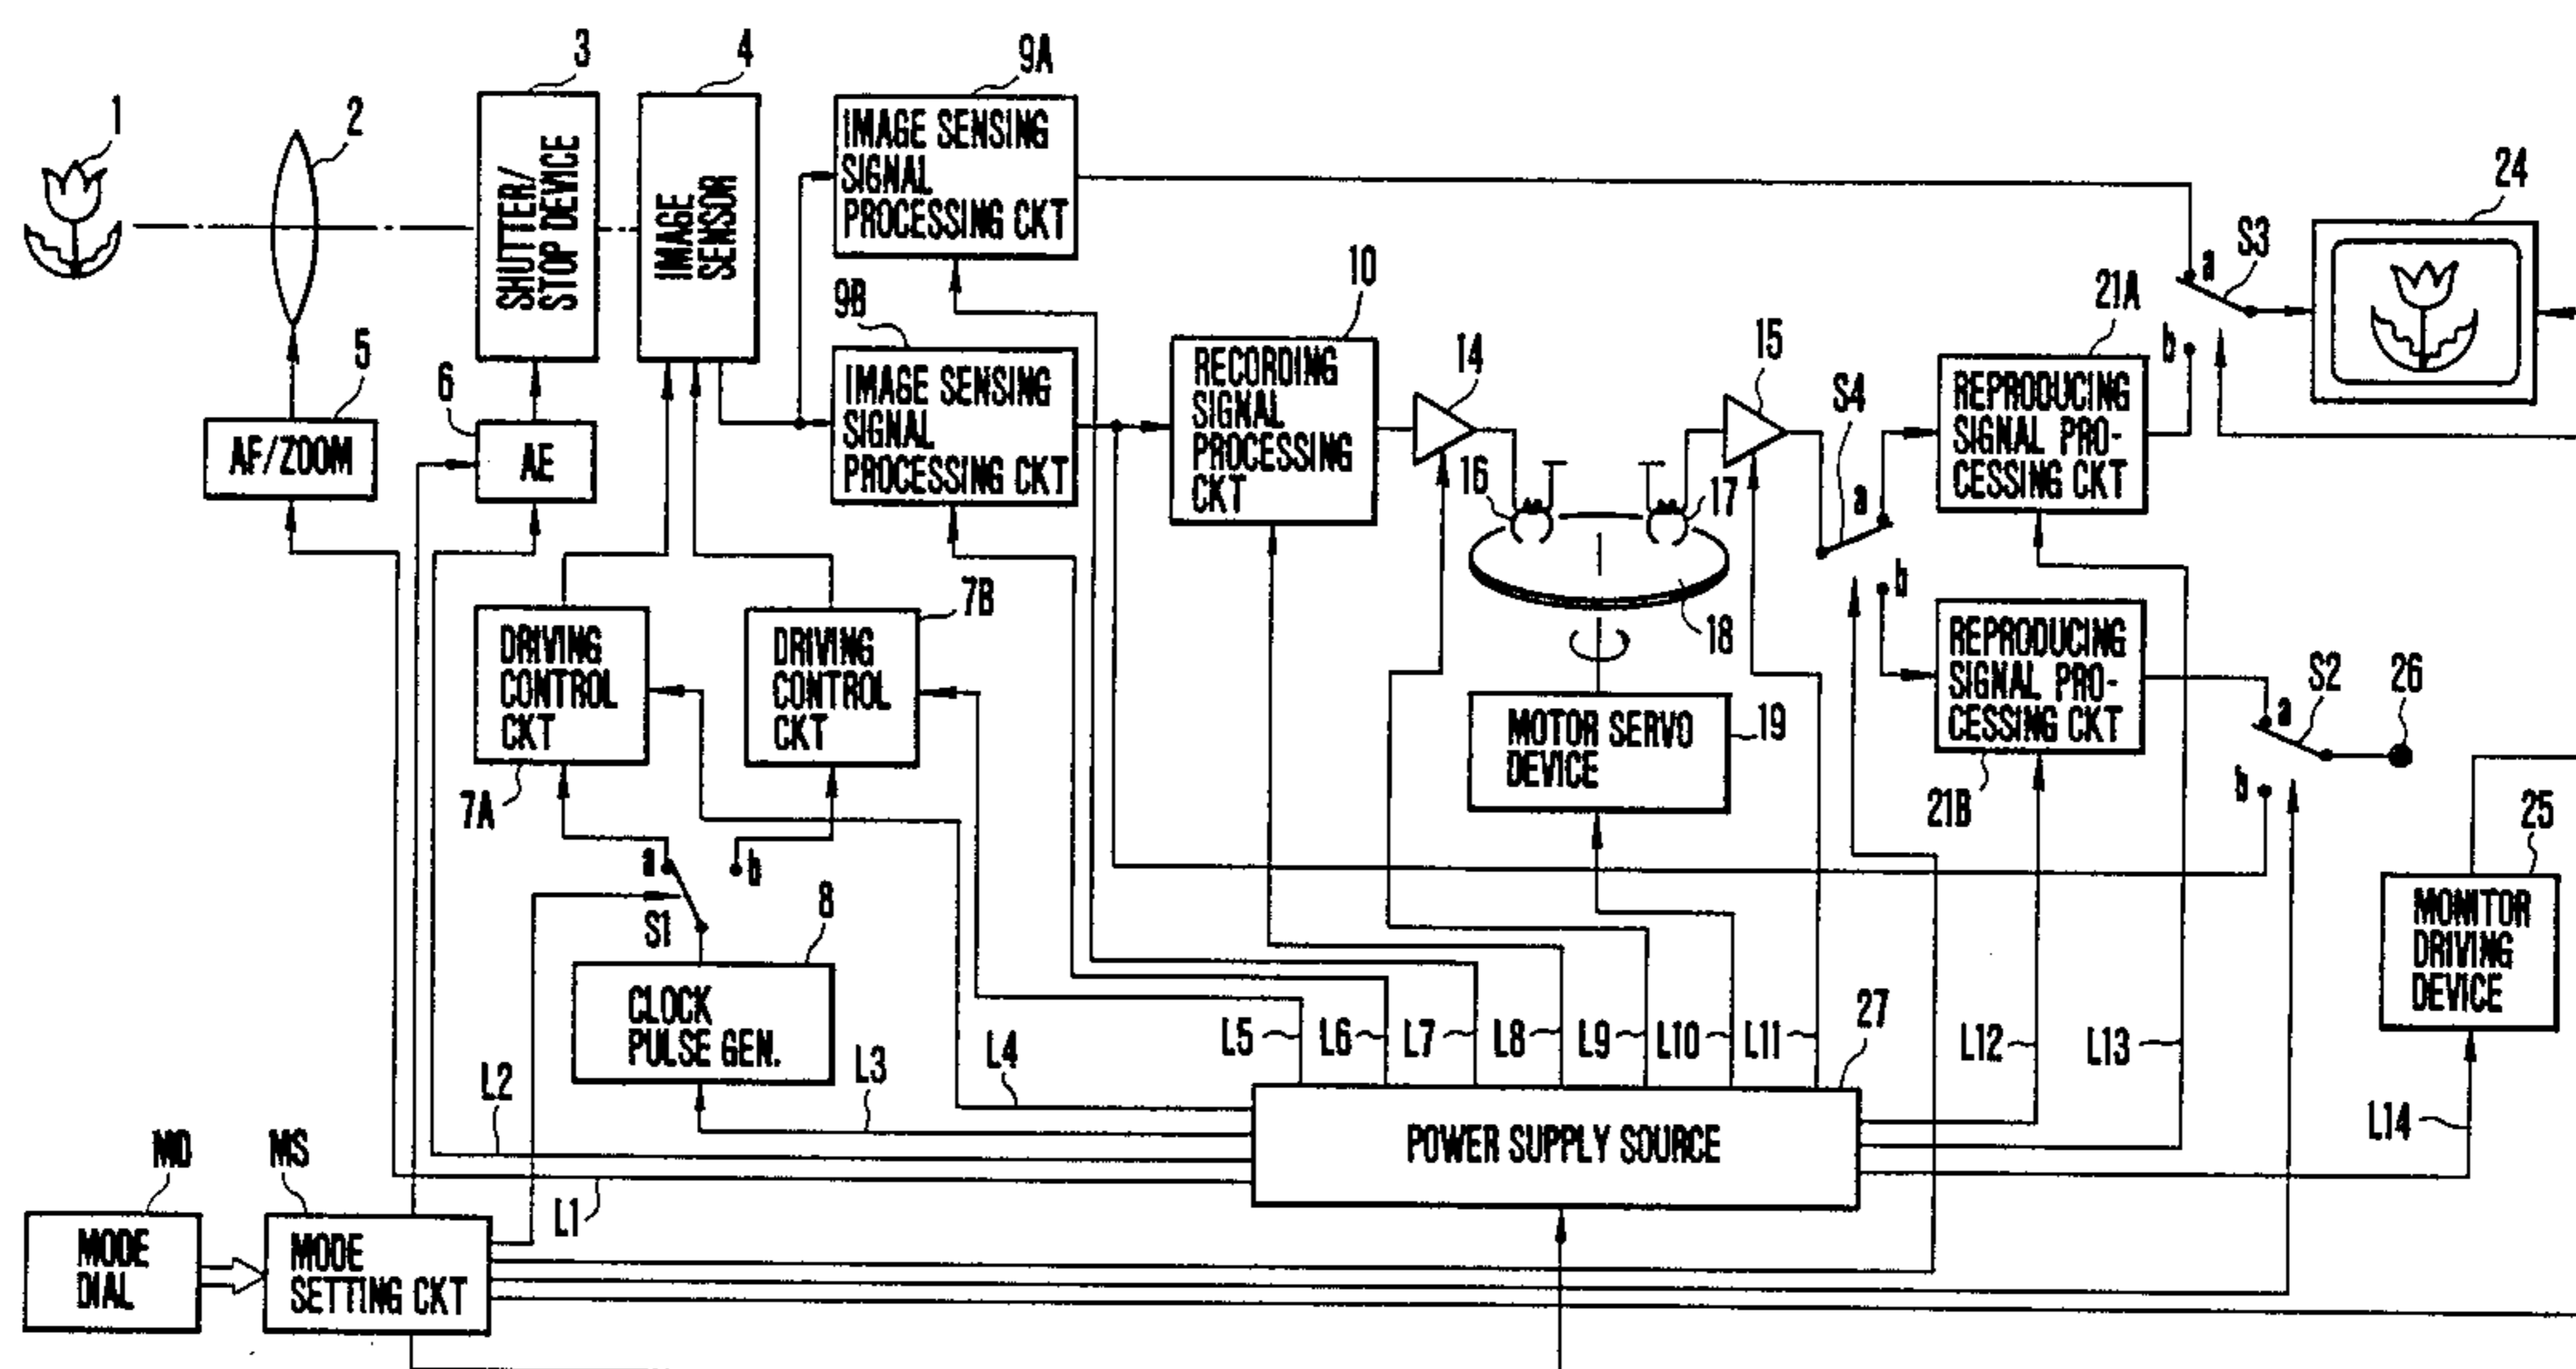 1
2
3
4
9A
SHUTTER/
STOP DEVICE
IMAGE
SENSOR
IMAGE SENSING
SIGNAL
PROCESSING CKT
24
S3
a
b
5
AF/ZOOM
6
AE
9B
IMAGE SENSING
SIGNAL
PROCESSING CKT
10
RECORDING
SIGNAL
PROCESSING
CKT
14
15
16
17
18
S4
a
b
21A
REPRODUCING
SIGNAL PRO-
CESSING CKT
7A
DRIVING
CONTROL
CKT
7B
DRIVING
CONTROL
CKT
MOTOR SERVO
DEVICE
19
REPRODUCING
SIGNAL PRO-
CESSING CKT
21B
S2
a
b
26
25
MONITOR
DRIVING
DEVICE
a
b
S1
8
CLOCK
PULSE GEN.
L2
L3
L4
L5
L6
L7
L8
L9
L10
L11
27
L12
L13
L14
POWER SUPPLY SOURCE
L1
MD
MODE
DIAL
MS
MODE
SETTING CKT